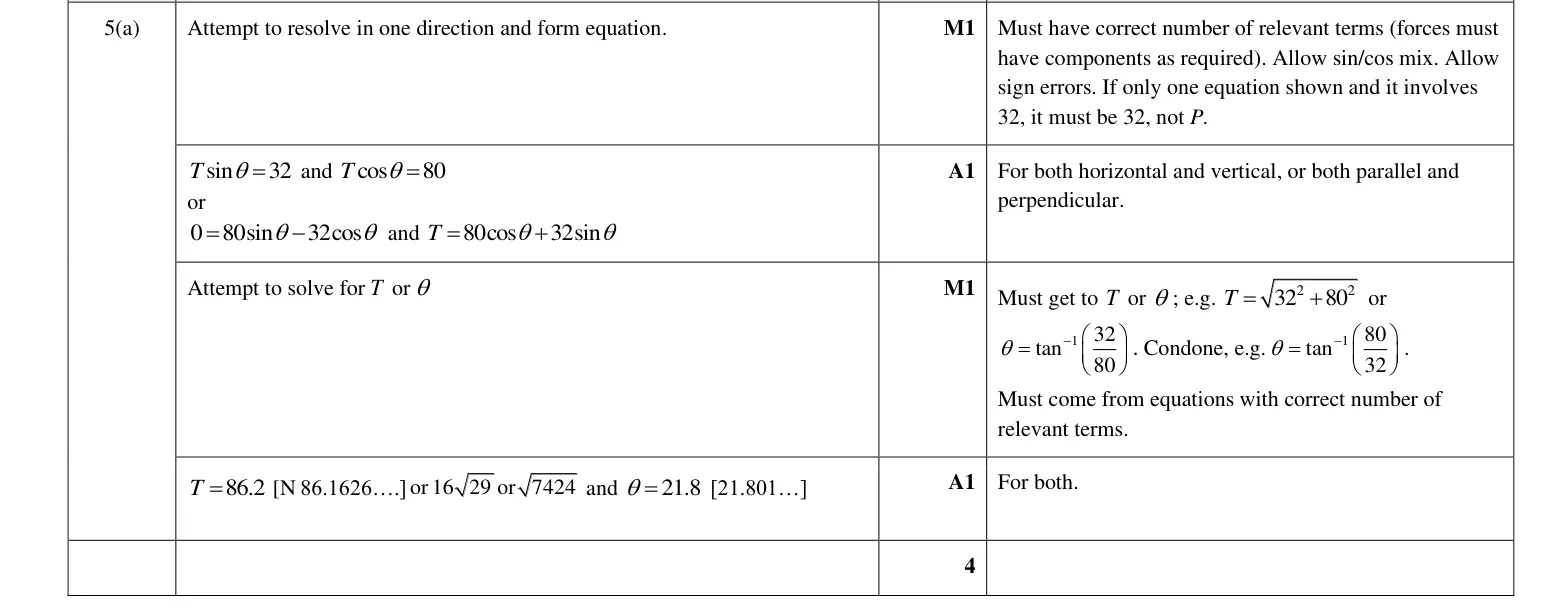 5(a)
Attempt to resolve in one direction and form equation.
M1
Must have correct number of relevant terms (forces must
have components as required). Allow sin/cos mix. Allow
sign errors. If only one equation shown and it involves
32, it must be 32, not P.
T sin θ = 32 and T cos θ = 80
or
0 = 80 sin θ − 32 cos θ and T = 80 cos θ + 32 sin θ
A1
For both horizontal and vertical, or both parallel and
perpendicular.
Attempt to solve for T or θ
M1
Must get to T or θ; e.g. T = √(32² + 80²) or
θ = tan⁻¹(32/80). Condone, e.g. θ = tan⁻¹(80/32).
Must come from equations with correct number of
relevant terms.
T = 86.2 [N 86.1626….] or 16√29 or √7424 and θ = 21.8 [21.801…]
A1
For both.
4